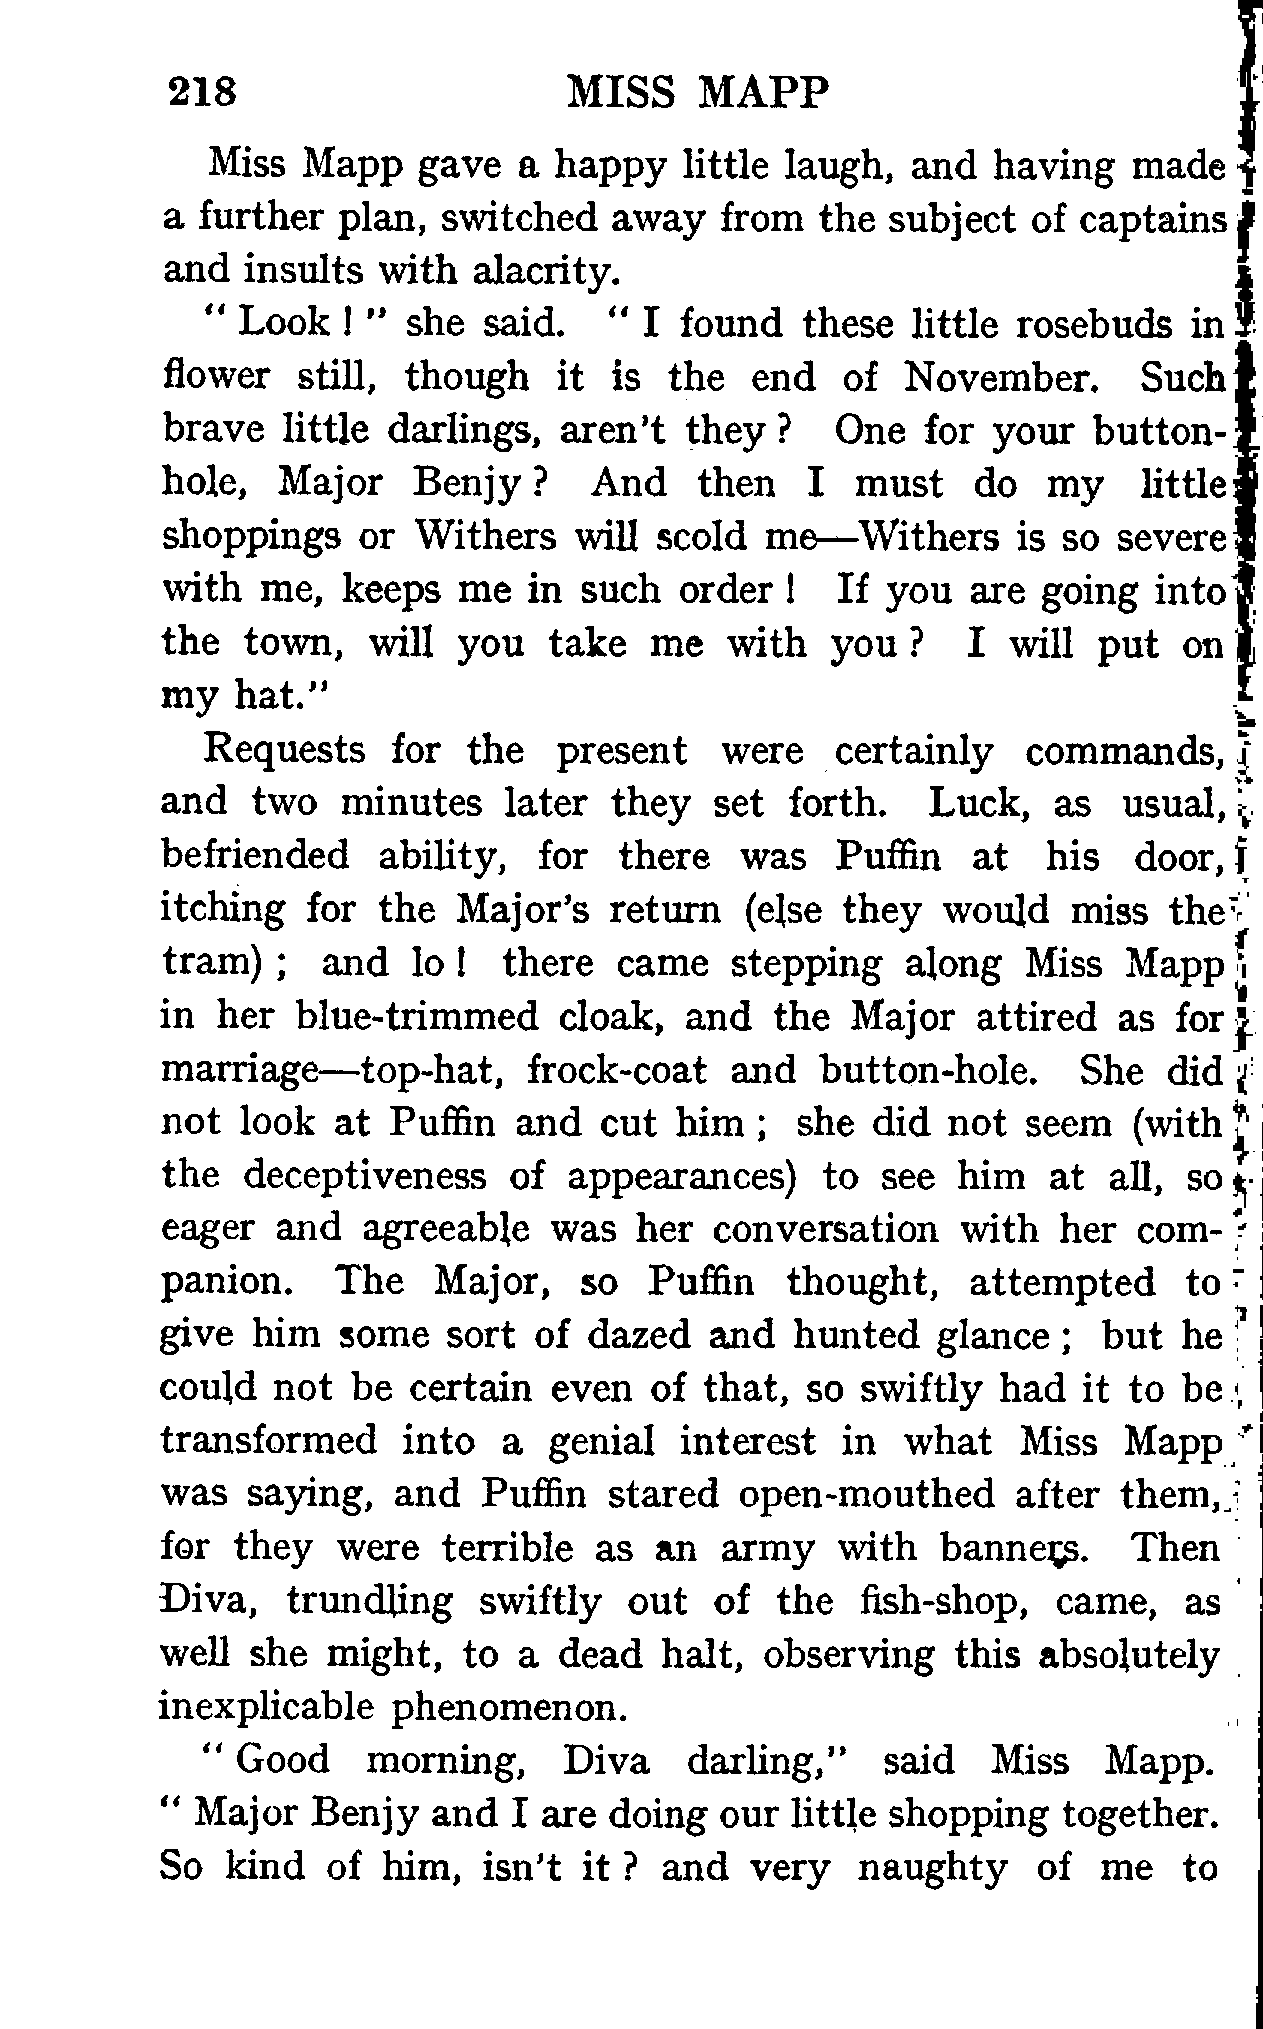 218 MISS MAPP
Miss Mapp gave a happy little laugh, and having made
a further plan, switched away from the subject of captains
and insults with alacrity.
" Look ! " she said. " I found these little rosebuds in
flower still, though it is the end of November. Such
brave little darlings, aren't they ? One for your button-
hole, Major Benjy ? And then I must do my little
shoppings or Withers will scold me—Withers is so severe
with me, keeps me in such order ! If you are going into
the town, will you take me with you ? I will put on
my hat."
Requests for the present were certainly commands,
and two minutes later they set forth. Luck, as usual,
befriended ability, for there was Puffin at his door,
itching for the Major's return (else they would miss the
tram) ; and lo ! there came stepping along Miss Mapp
in her blue-trimmed cloak, and the Major attired as for
marriage—top-hat, frock-coat and button-hole. She did
not look at Puffin and cut him ; she did not seem (with
the deceptiveness of appearances) to see him at all, so
eager and agreeable was her conversation with her com-
panion. The Major, so Puffin thought, attempted to
give him some sort of dazed and hunted glance ; but he
could not be certain even of that, so swiftly had it to be
transformed into a genial interest in what Miss Mapp
was saying, and Puffin stared open-mouthed after them,
for they were terrible as an army with banners. Then
Diva, trundling swiftly out of the fish-shop, came, as
well she might, to a dead halt, observing this absolutely
inexplicable phenomenon.
" Good morning, Diva darling," said Miss Mapp.
" Major Benjy and I are doing our little shopping together.
So kind of him, isn't it ? and very naughty of me to